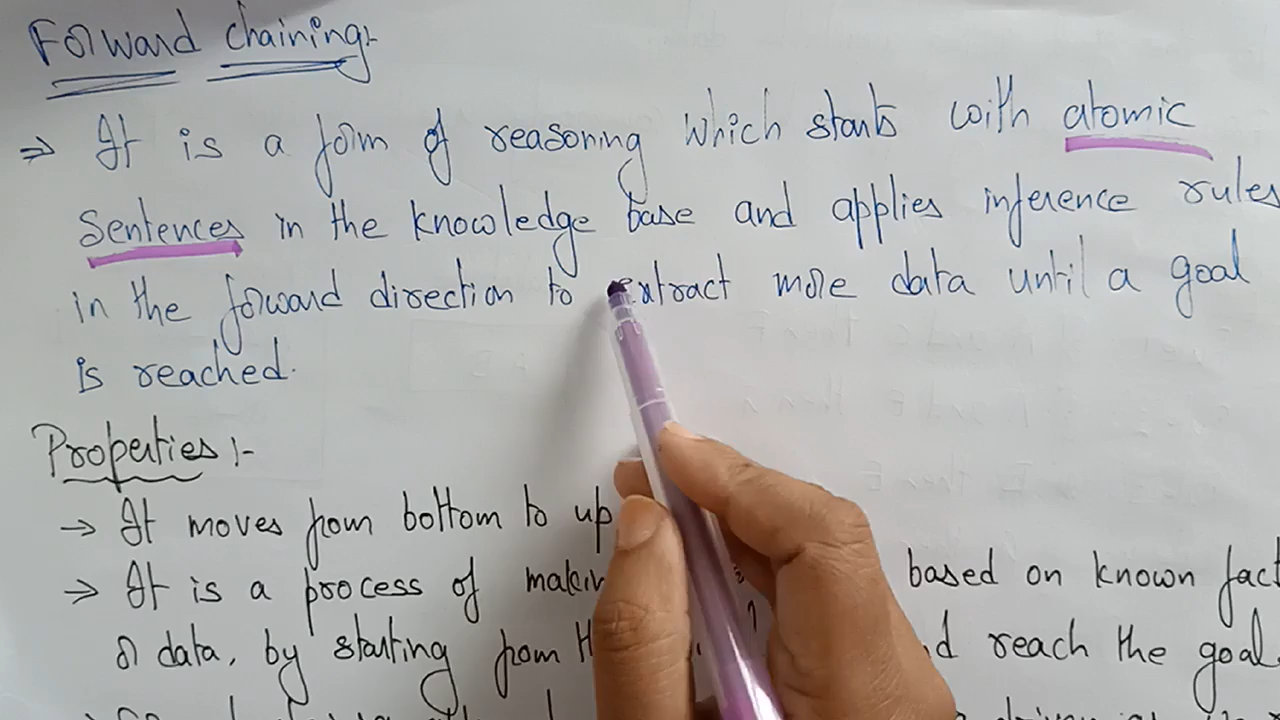 Forward chaining:-
⇒ It is a form of reasoning which starts with atomic
sentences in the knowledge base and applies inference rules
in the forward direction to extract more data until a goal
is reached.
Properties :-
→ It moves from bottom to up
→ It is a process of based on known
or data, by starting from reach the goal.